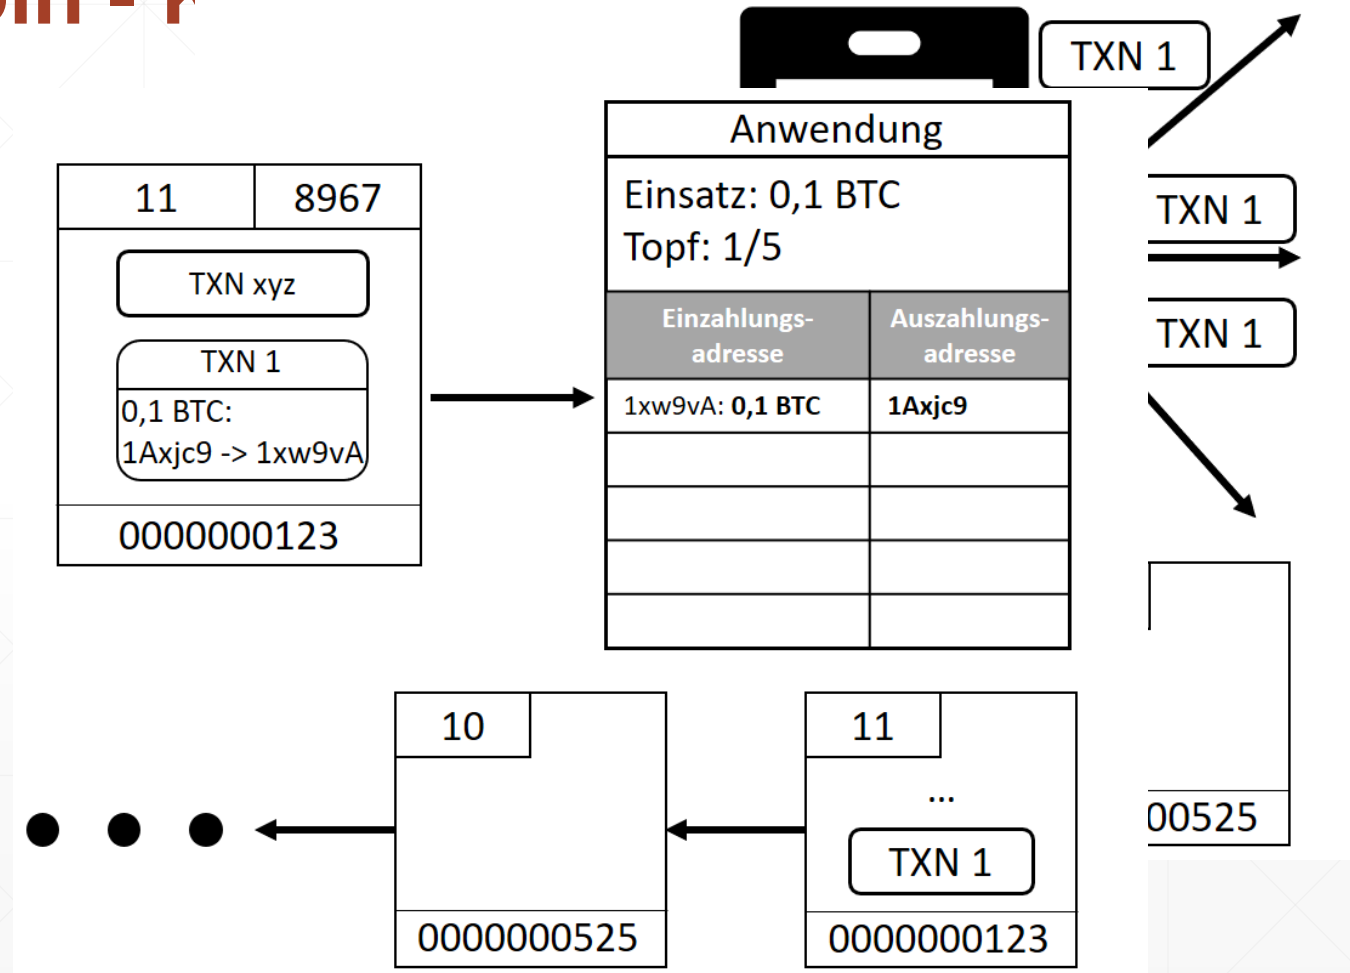 TXN 1
Anwendung
Einsatz: 0,1 BTC
Topf: 1/5
Einzahlungs-
adresse
Auszahlungs-
adresse
1xw9vA: 0,1 BTC
1Axjc9
11
8967
TXN xyz
TXN 1
0,1 BTC:
1Axjc9 -> 1xw9vA
0000000123
TXN 1
TXN 1
00525
10
0000000525
11
...
TXN 1
0000000123